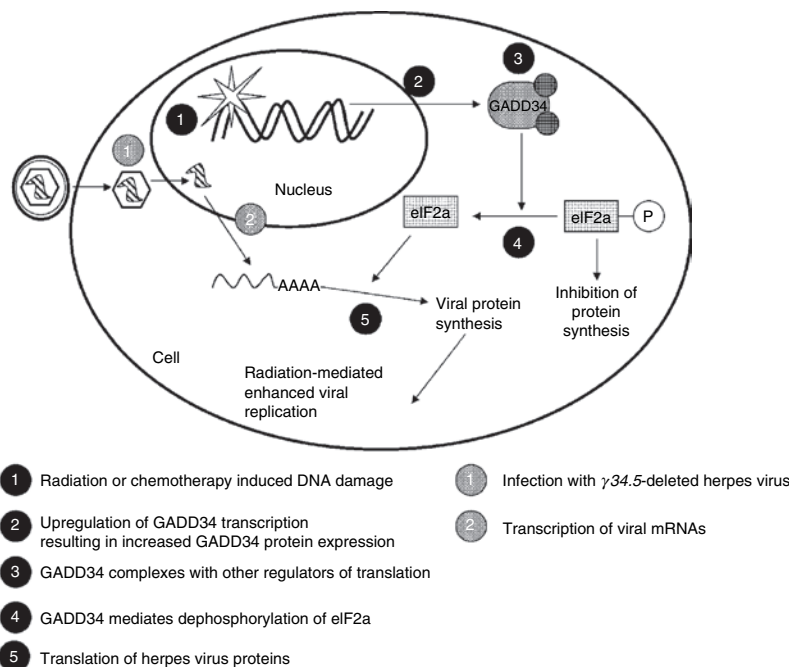 3
2
GADD34
1
1
Nucleus
2
eIF2a
eIF2a
P
4
AAAA
5
Viral protein
synthesis
Inhibition of
protein
synthesis
Cell
Radiation-mediated
enhanced viral
replication
1 Radiation or chemotherapy induced DNA damage
2 Upregulation of GADD34 transcription
resulting in increased GADD34 protein expression
3 GADD34 complexes with other regulators of translation
4 GADD34 mediates dephosphorylation of eIF2a
5 Translation of herpes virus proteins
1 Infection with γ34.5-deleted herpes virus
2 Transcription of viral mRNAs